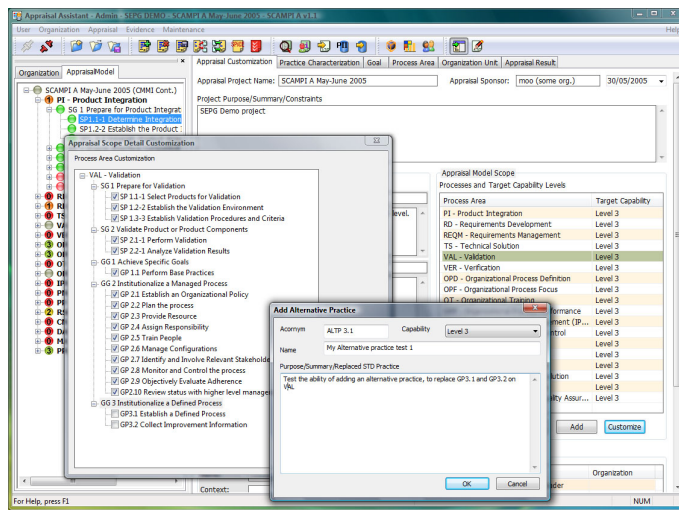 Appraisal Assistant - Admin - SEPG DEMO - SCAMPI A May-June 2005 - SCAMPI A v1.1
User Organization Appraisal Evidence Maintenance Help
Organization AppraisalModel
SCAMPI A May-June 2005 (CMMI Cont.)
PI - Product Integration
SG 1 Prepare for Product Integrat
SP1.1-1 Determine Integration
SP1.2-2 Establish the Product
Appraisal Customization Practice Characterization Goal Process Area Organization Unit Appraisal Result
Appraisal Project Name: SCAMPI A May-June 2005 Appraisal Sponsor: moo (some org.) 30/05/2005
Project Purpose/Summary/Constraints
SEPG Demo project
Appraisal Scope Detail Customization
Process Area Customization
VAL - Validation
SG 1 Prepare for Validation
SP 1.1-1 Select Products for Validation
SP 1.2-2 Establish the Validation Environment
SP 1.3-3 Establish Validation Procedures and Criteria
SG 2 Validate Product or Product Components
SP 2.1-1 Perform Validation
SP 2.2-1 Analyze Validation Results
GG 1 Achieve Specific Goals
GP 1.1 Perform Base Practices
GG 2 Institutionalize a Managed Process
GP 2.1 Establish an Organizational Policy
GP 2.2 Plan the process
GP 2.3 Provide Resource
GP 2.4 Assign Responsibility
GP 2.5 Train People
GP 2.6 Manage Configurations
GP 2.7 Identify and Involve Relevant Stakeholde
GP 2.8 Monitor and Control the process
GP 2.9 Objectively Evaluate Adherence
GP2.10 Review status with higher level manage
GG 3 Institutionalize a Defined Process
GP3.1 Establish a Defined Process
GP3.2 Collect Improvement Information
level.
Appraisal Model Scope
Processes and Target Capability Levels
Process Area Target Capability
PI - Product Integration Level 3
RD - Requirements Development Level 3
REQM - Requirements Management Level 3
TS - Technical Solution Level 3
VAL - Validation Level 3
VER - Verification Level 3
OPD - Organizational Process Definition Level 3
OPF - Organizational Process Focus Level 3
OT - Organizational Training Level 3
formance Level 3
ement (IP... Level 3
ntrol Level 3
Level 3
Level 3
Level 3
lution Level 3
Level 3
ality Assur... Level 3
Add Customize
Organization
Context:
Add Alternative Practice
Acornym ALTP 3.1 Capability Level 3
Name My Alternative practice test 1
Purpose/Summary/Replaced STD Practice
Test the ability of adding an alternative practice, to replace GP3.1 and GP3.2 on
VAL
OK Cancel
For Help, press F1 NUM